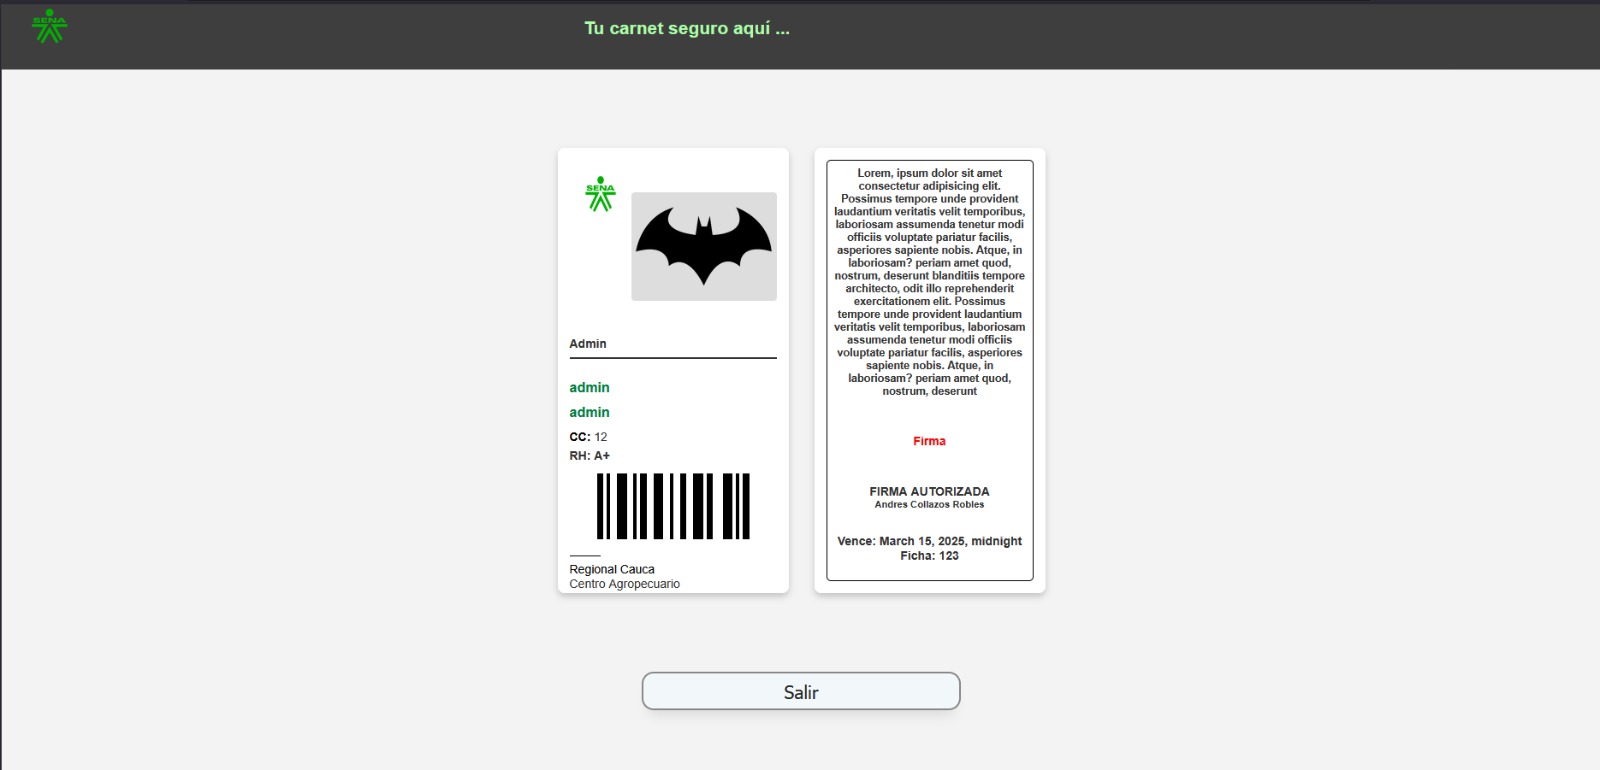 SENA
Tu carnet seguro aquí ...
SENA
Admin
admin
admin
CC: 12
RH: A+
Regional Cauca
Centro Agropecuario
Lorem, ipsum dolor sit amet
consectetur adipisicing elit.
Possimus tempore unde provident
laudantium veritatis velit temporibus,
laboriosam assumenda tenetur modi
officiis voluptate pariatur facilis,
asperiores sapiente nobis. Atque, in
laboriosam? periam amet quod,
nostrum, deserunt blanditiis tempore
architecto, odit illo reprehenderit
exercitationem elit. Possimus
tempore unde provident laudantium
veritatis velit temporibus, laboriosam
assumenda tenetur modi officiis
voluptate pariatur facilis, asperiores
sapiente nobis. Atque, in
laboriosam? periam amet quod,
nostrum, deserunt
Firma
FIRMA AUTORIZADA
Andres Collazos Robles
Vence: March 15, 2025, midnight
Ficha: 123
Salir